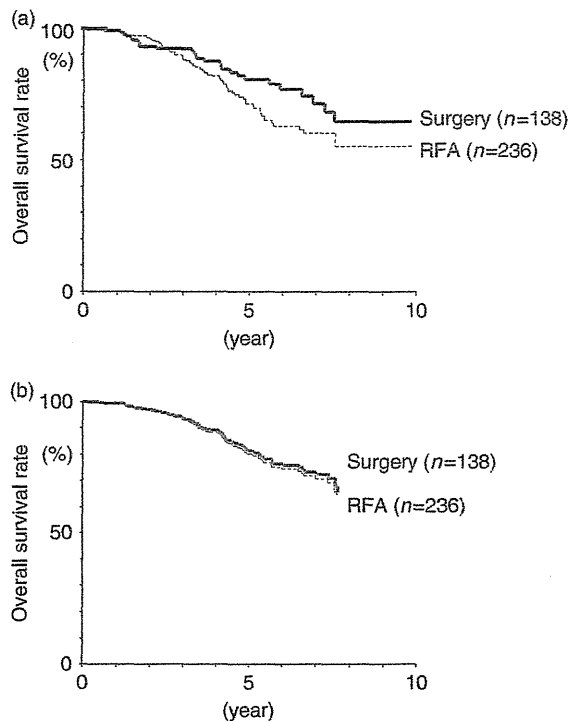 (a)
100
(%)
50
0
Overall survival rate
Surgery (n=138)
RFA (n=236)
0
5
10
(year)
(b)
100
(%)
50
0
Overall survival rate
Surgery (n=138)
RFA (n=236)
0
5
10
(year)